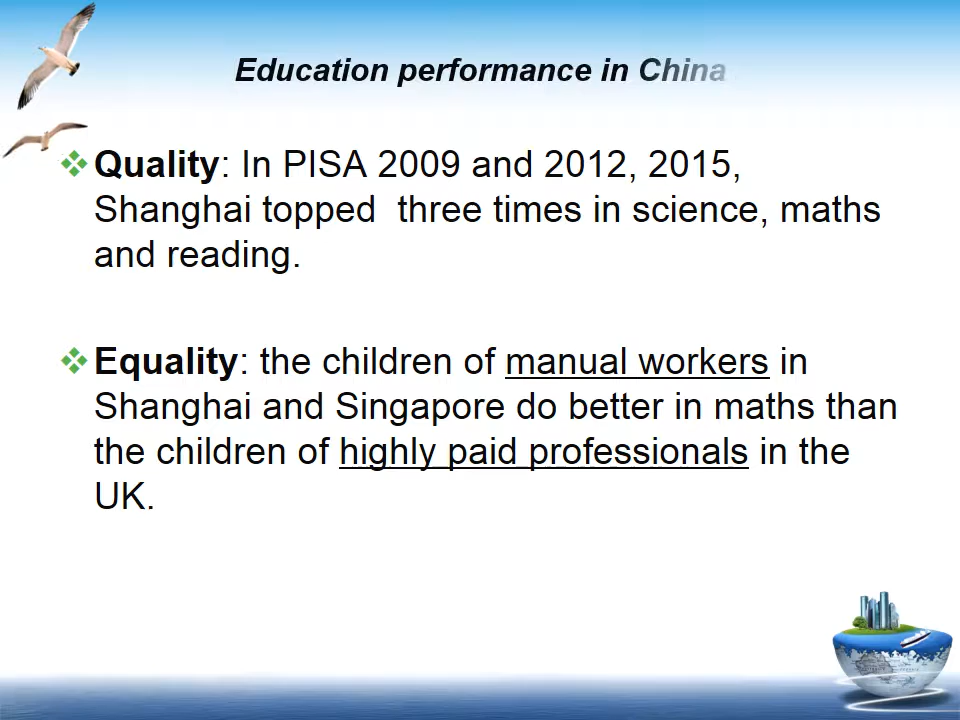 Education performance in China
Quality: In PISA 2009 and 2012, 2015,
Shanghai topped  three times in science, maths
and reading.
Equality: the children of manual workers in
Shanghai and Singapore do better in maths than
the children of highly paid professionals in the
UK.